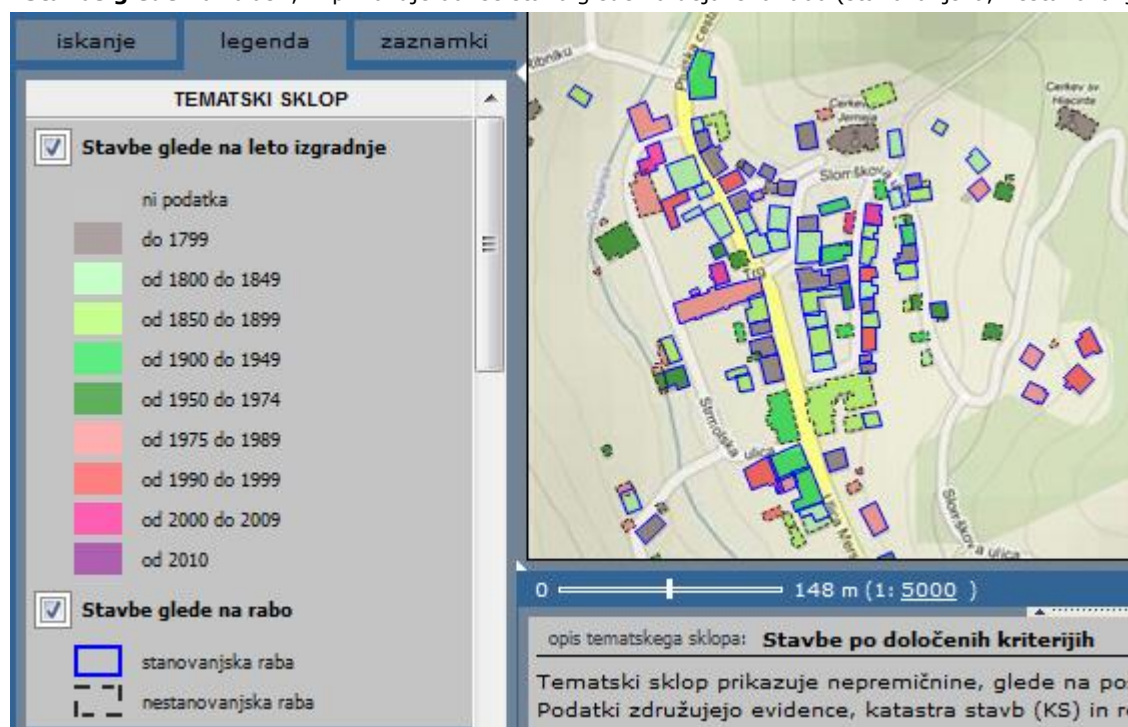 iskanje legenda zaznamki
TEMATSKI SKLOP
Stavbe glede na leto izgradnje
ni podatka
do 1799
od 1800 do 1849
od 1850 do 1899
od 1900 do 1949
od 1950 do 1974
od 1975 do 1989
od 1990 do 1999
od 2000 do 2009
od 2010
Stavbe glede na rabo
stanovanjska raba
nestanovanjska raba
Cerkev sv
Hiacinte
Cerkev
Jerneja
Slomškova
Trg
Strmolska ulica
Slomškova ulica
Ulica
0 148 m (1: 5000 )
opis tematskega sklopa: Stavbe po določenih kriterijih
Tematski sklop prikazuje nepremičnine, glede na
Podatki združujejo evidence, katastra stavb (KS) in